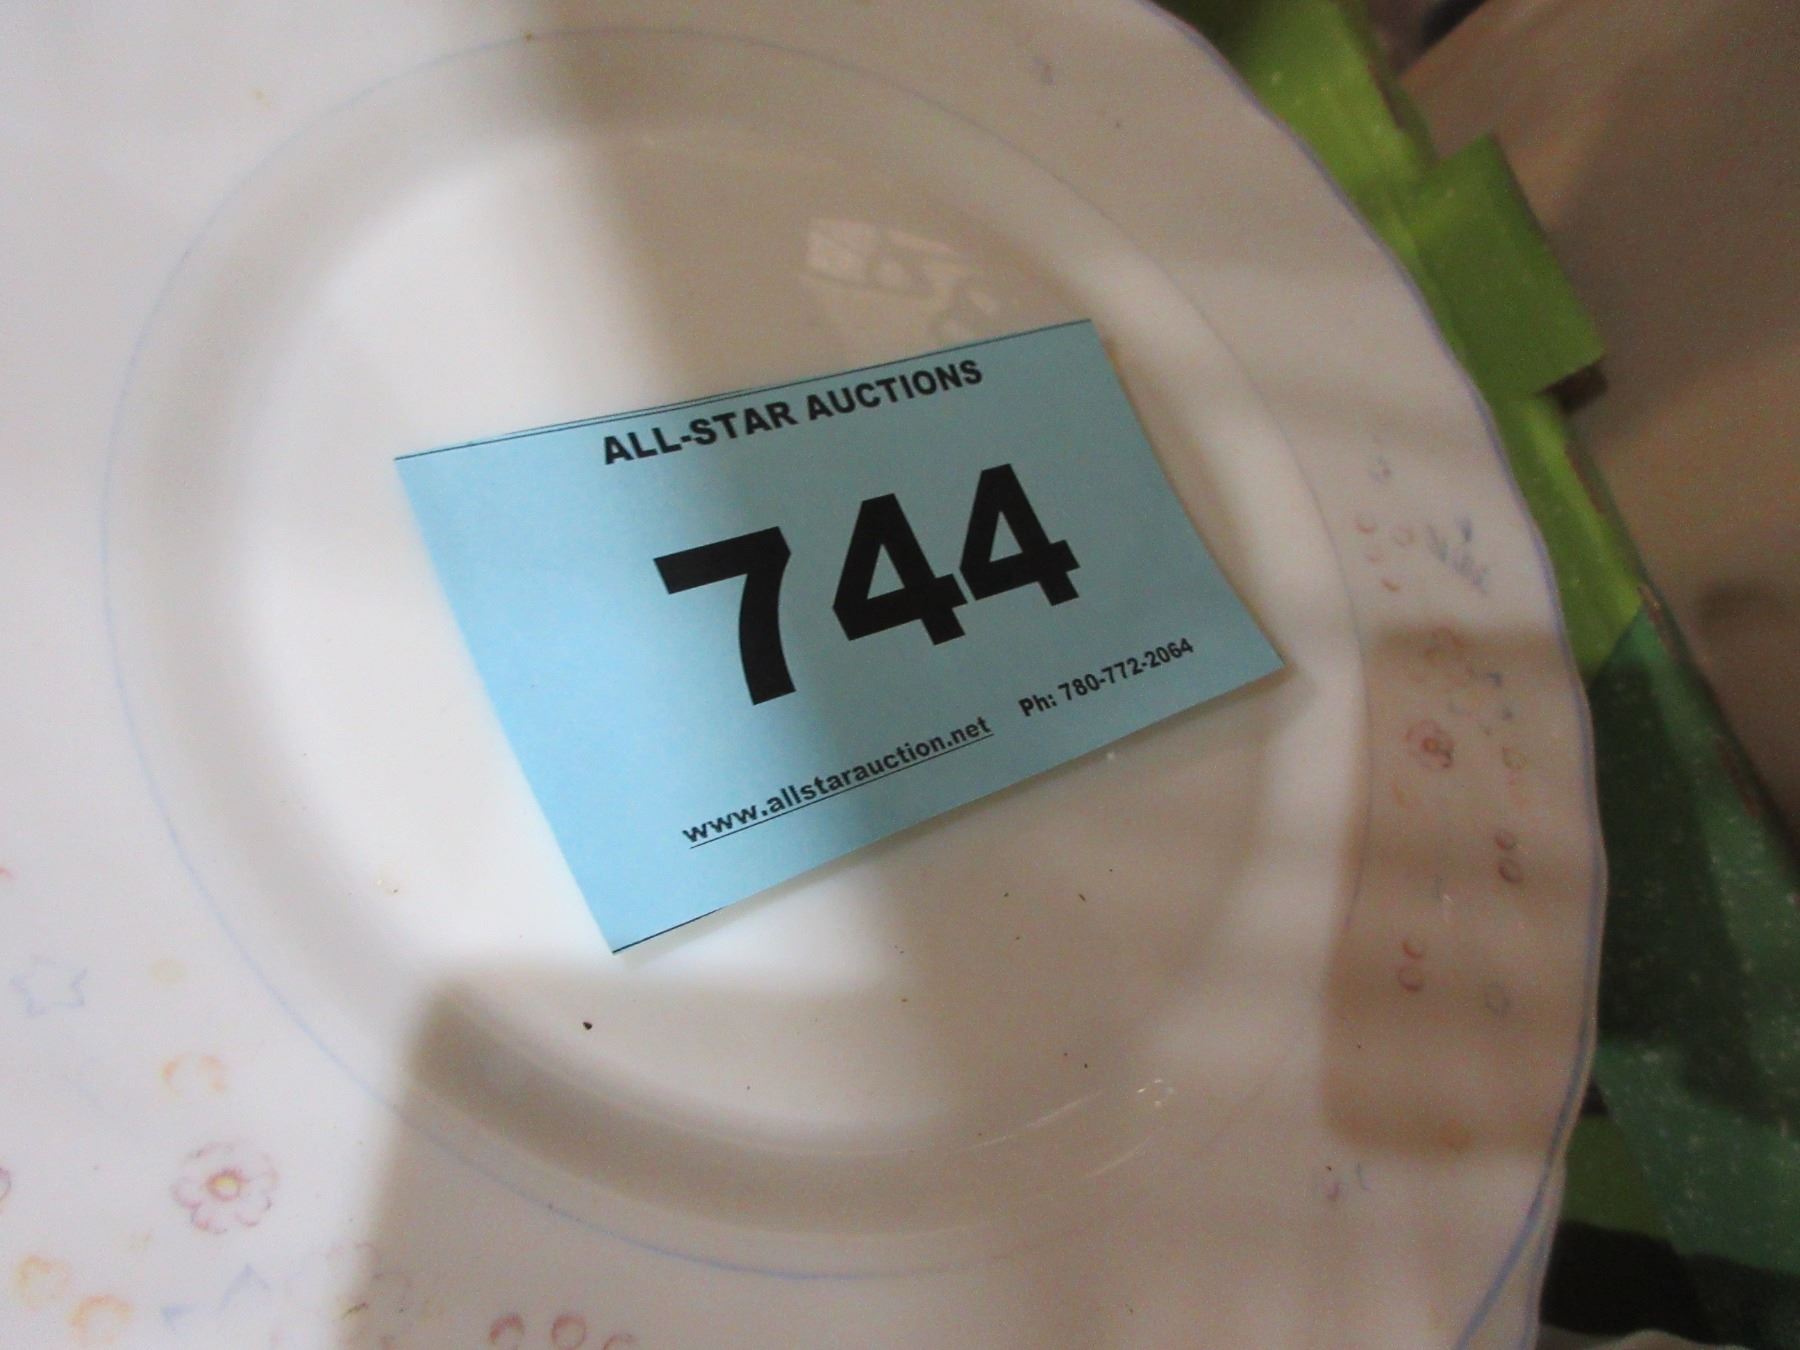 ALL-STAR AUCTIONS
744
www.allstarauction.net Ph: 780-772-2064